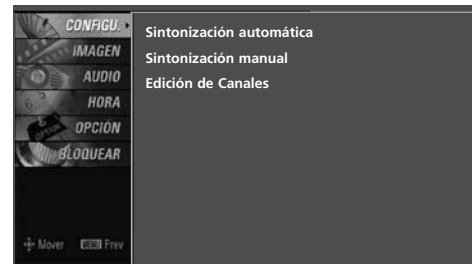 CONFIGU.
IMAGEN
AUDIO
HORA
OPCIÓN
BLOQUEAR
Mover MENU Prev
Sintonización automática
Sintonización manual
Edición de Canales